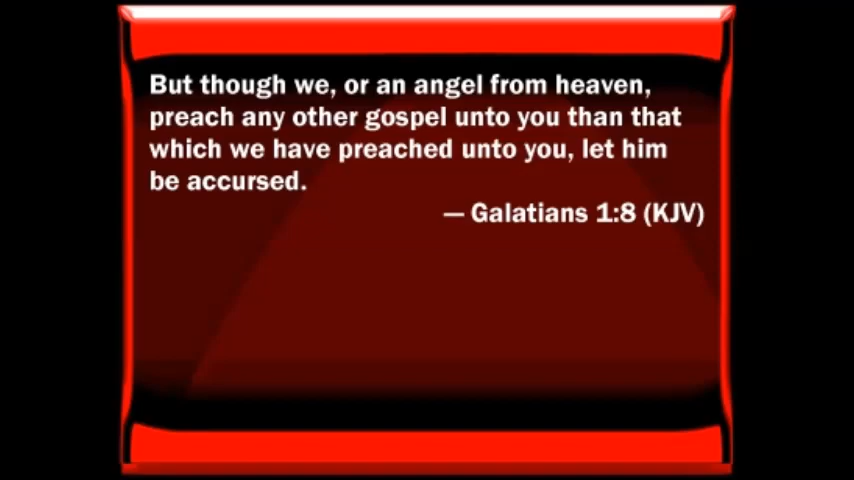 But though we, or an angel from heaven,
preach any other gospel unto you than that
which we have preached unto you, let him
be accursed.
— Galatians 1:8 (KJV)